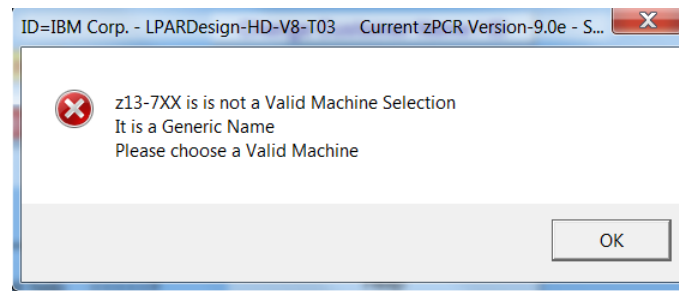 ID=IBM Corp. - LPARDesign-HD-V8-T03 Current zPCR Version-9.0e - S...
z13-7XX is is not a Valid Machine Selection
It is a Generic Name
Please choose a Valid Machine
OK